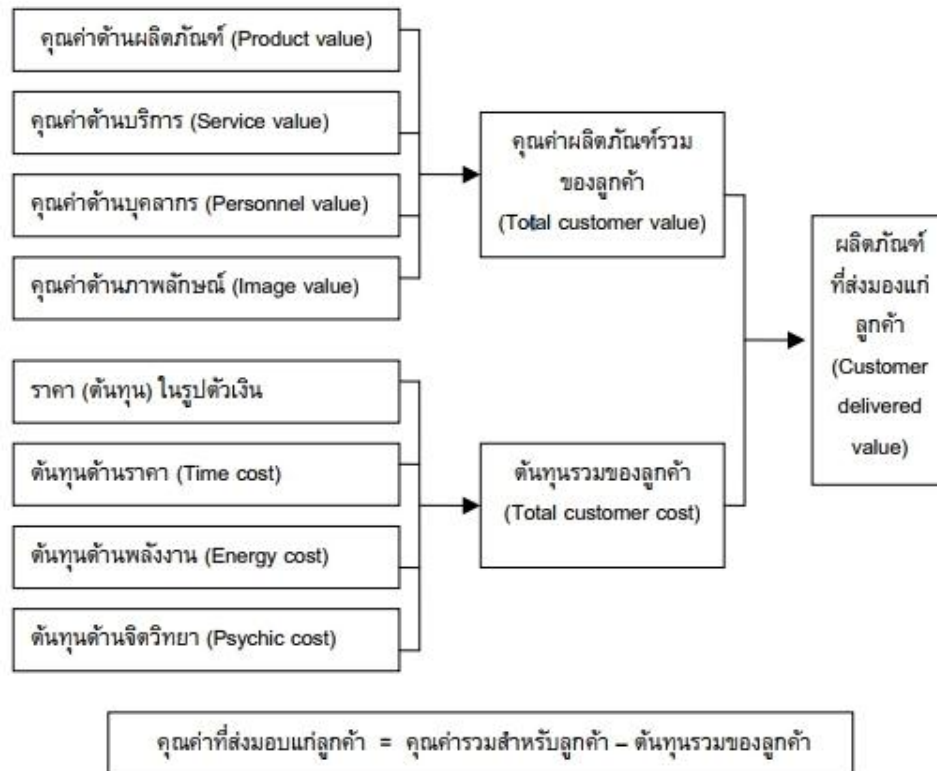 คุณค่าด้านผลิตภัณฑ์ (Product value)
คุณค่าด้านบริการ (Service value)
คุณค่าด้านบุคลากร (Personnel value)
คุณค่าด้านภาพลักษณ์ (Image value)
คุณค่าผลิตภัณฑ์รวม
ของลูกค้า
(Total customer value)
ราคา (ต้นทุน) ในรูปตัวเงิน
ต้นทุนด้านราคา (Time cost)
ต้นทุนด้านพลังงาน (Energy cost)
ต้นทุนด้านจิตวิทยา (Psychic cost)
ต้นทุนรวมของลูกค้า
(Total customer cost)
ผลิตภัณฑ์
ที่ส่งมองแก่
ลูกค้า
(Customer
delivered
value)
คุณค่าที่ส่งมอบแก่ลูกค้า = คุณค่ารวมสำหรับลูกค้า – ต้นทุนรวมของลูกค้า